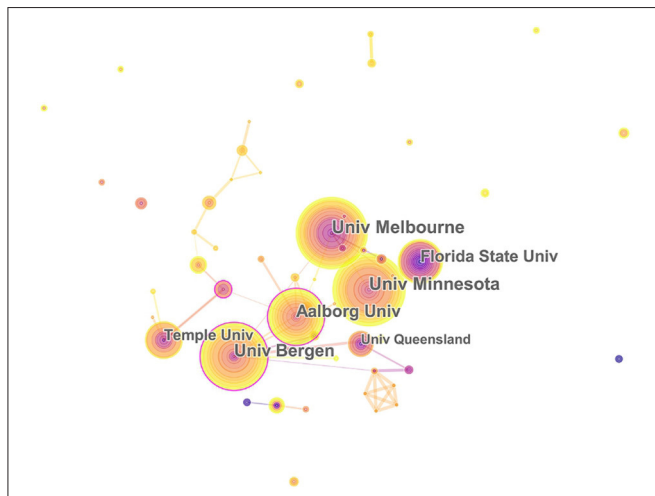 Univ Melbourne
Florida State Univ
Univ Minnesota
Aalborg Univ
Temple Univ
Univ Queensland
Univ Bergen